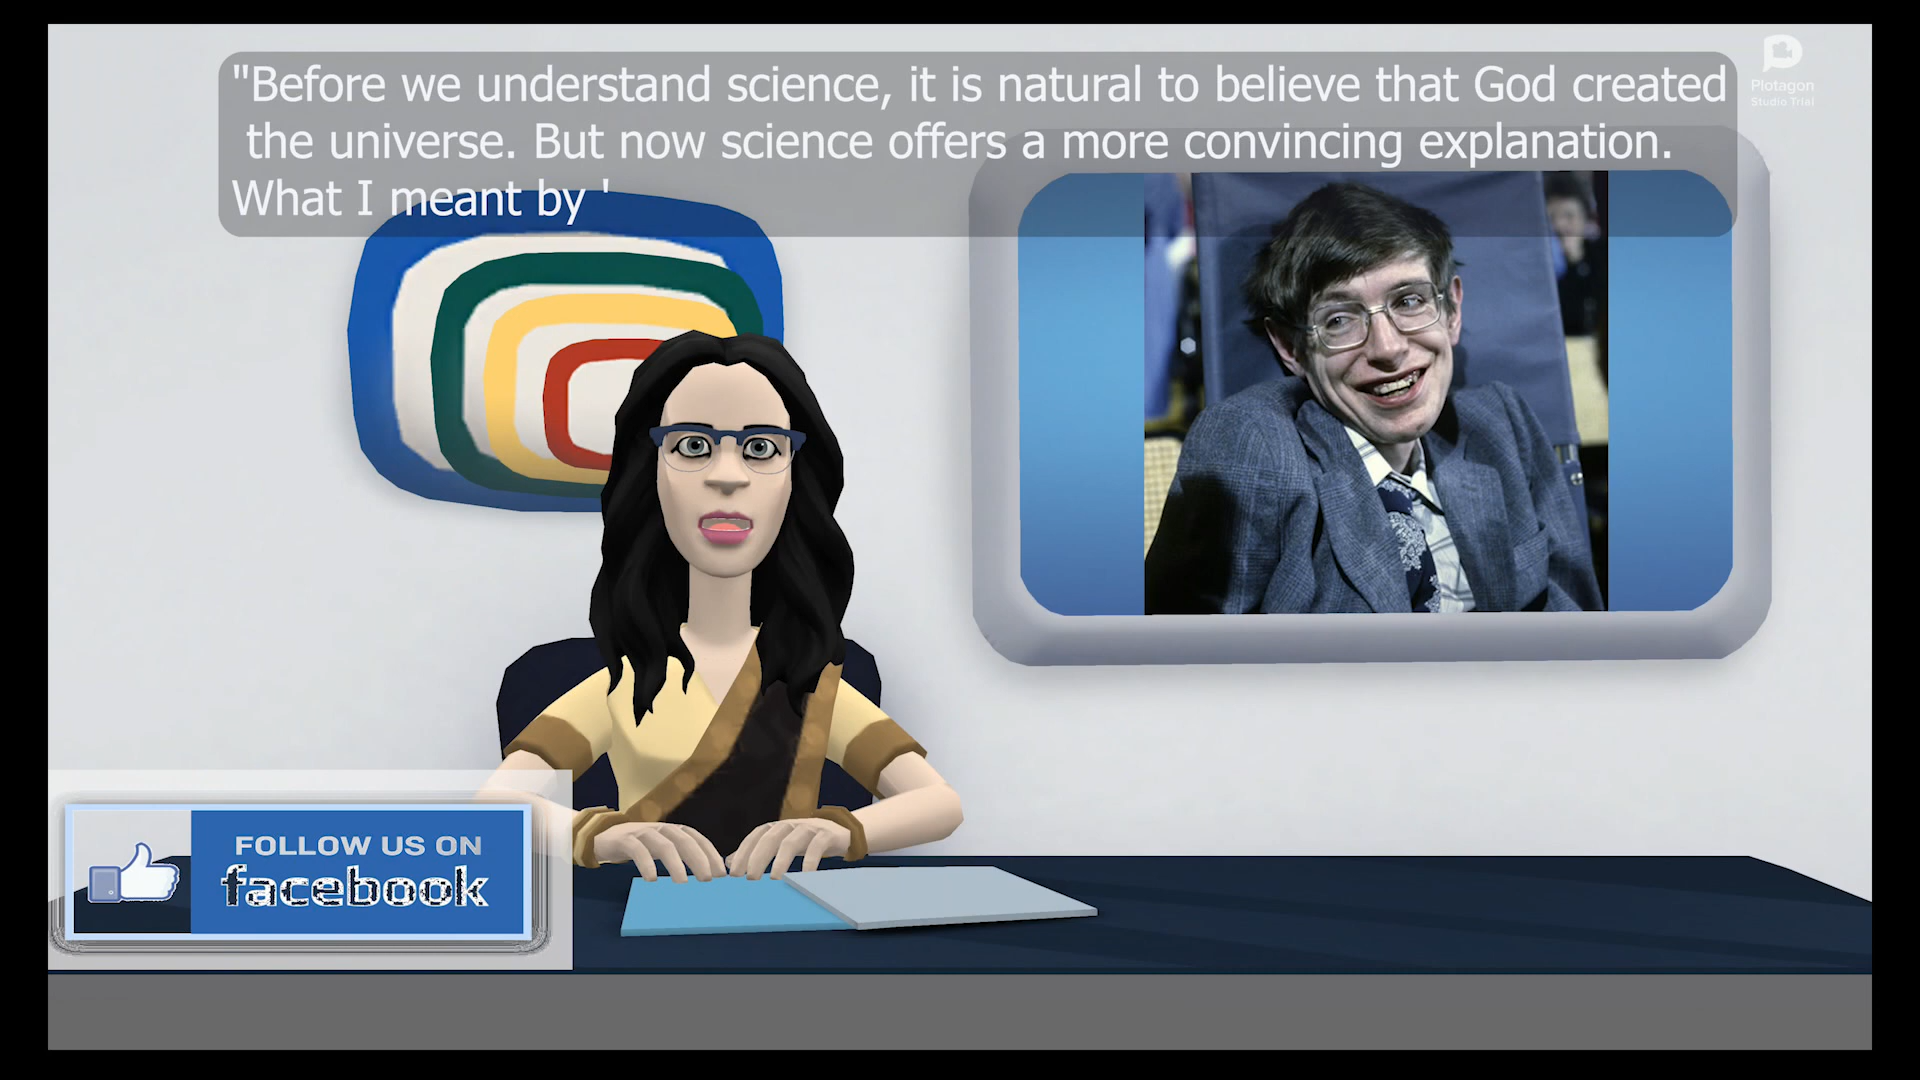 "Before we understand science, it is natural to believe that God created
the universe. But now science offers a more convincing explanation.
What I meant by '
Plotagon
Studio Trial
FOLLOW US ON
facebook